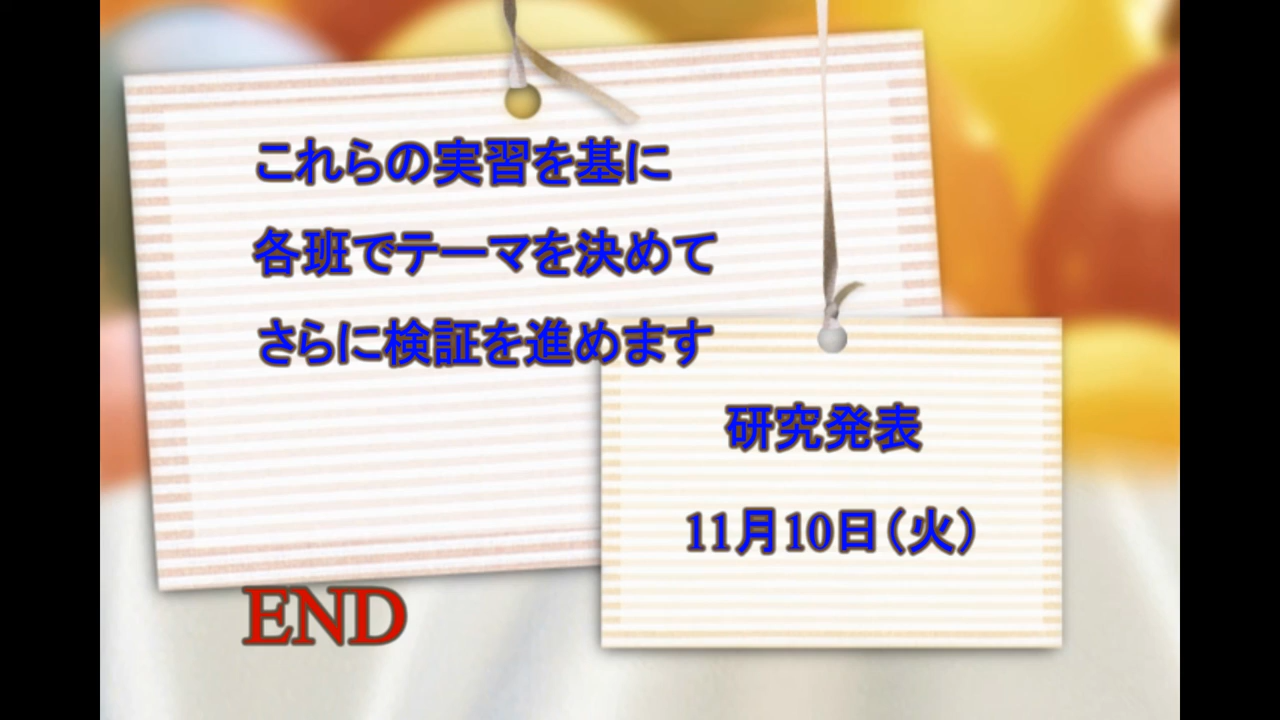 これらの実習を基に
各班でテーマを決めて
さらに検証を進めます
研究発表
11月10日(火)
END